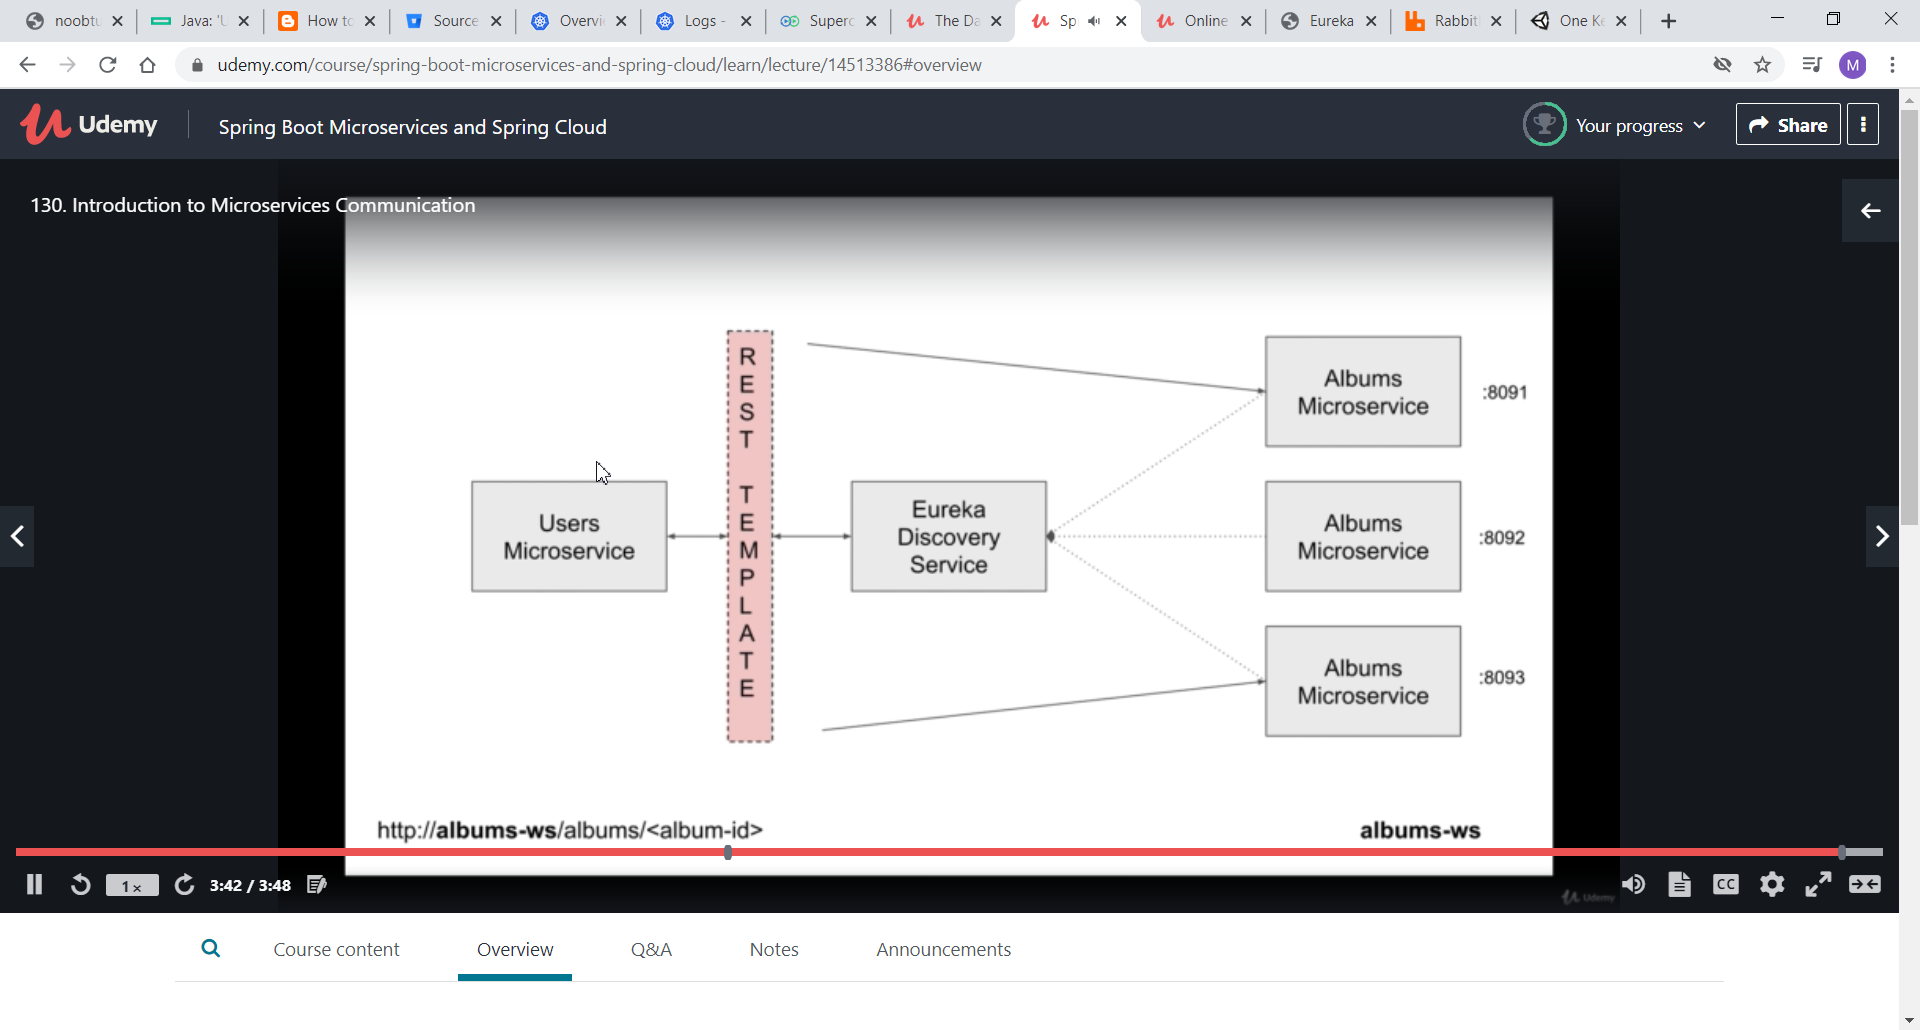 noobtu
Java: 'U
How to
Source
Overvi
Logs -
Superc
The Da
Sp
Online
Eureka
Rabbit
One Ke
udemy.com/course/spring-boot-microservices-and-spring-cloud/learn/lecture/14513386#overview
M
Udemy
Spring Boot Microservices and Spring Cloud
Your progress
Share
130. Introduction to Microservices Communication
REST TEMPLATE
Albums
Microservice
:8091
Users
Microservice
Eureka
Discovery
Service
Albums
Microservice
:8092
Albums
Microservice
:8093
http://albums-ws/albums/<album-id>
albums-ws
1×
3:42 / 3:48
CC
Udemy
Course content
Overview
Q&A
Notes
Announcements